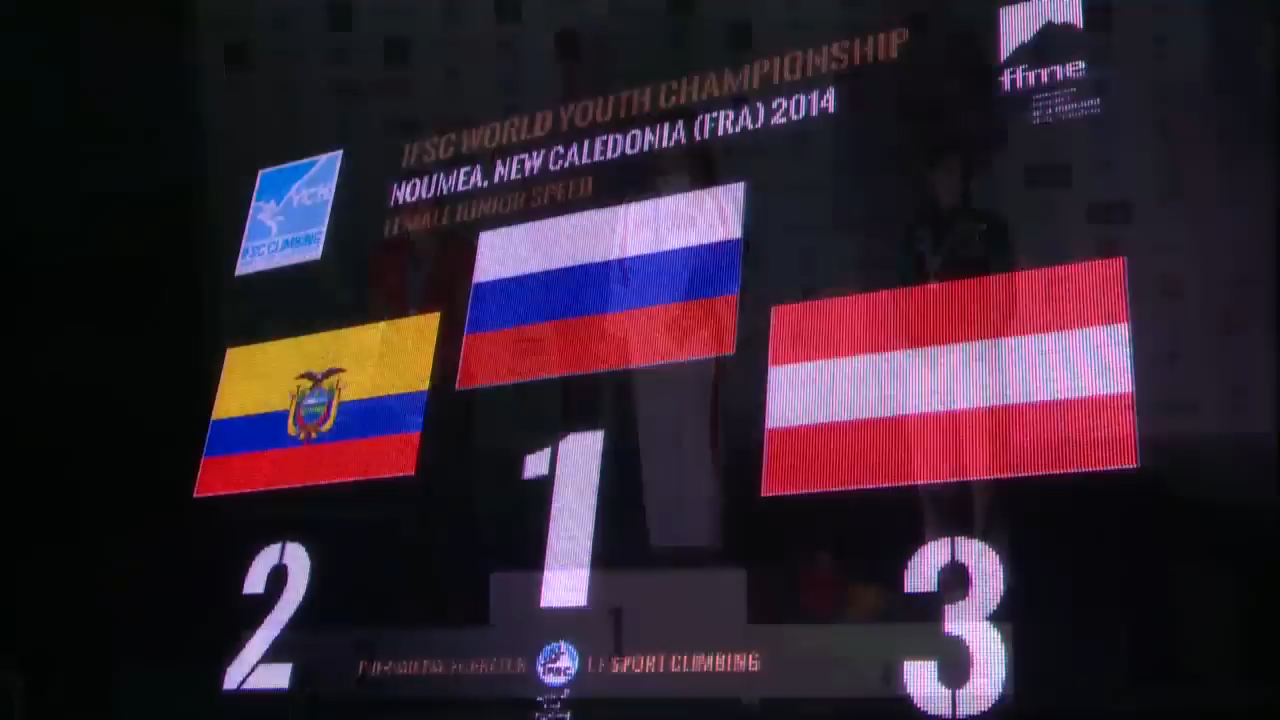 IFSC WORLD YOUTH CHAMPIONSHIP
NOUMEA, NEW CALEDONIA (FRA) 2014
FEMALE JUNIOR SPEED
ffme
IFSC CLIMBING
1
2
3
1
SPORT CLIMBING